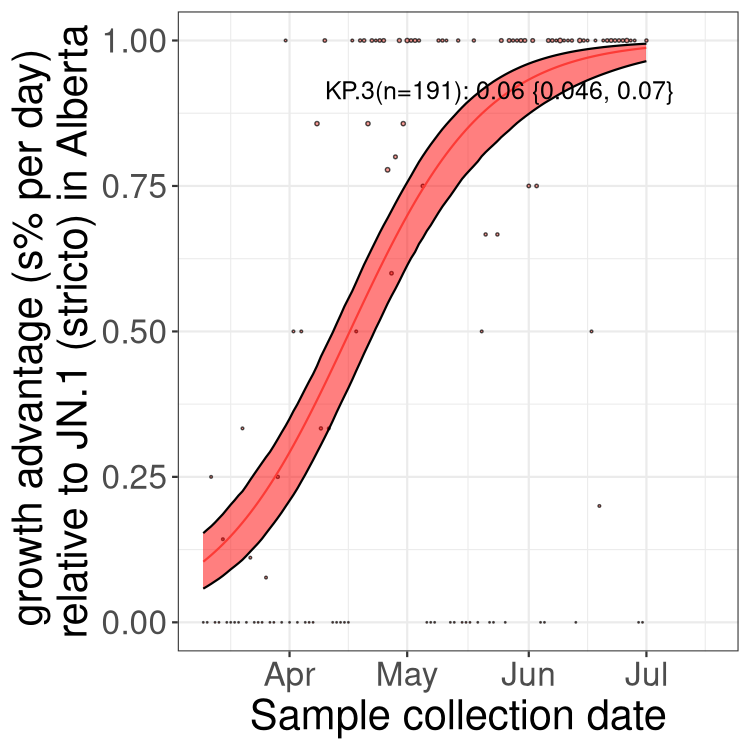 growth advantage (s% per day)
relative to JN.1 (stricto) in Alberta
1.00
0.75
0.50
0.25
0.00
KP.3(n=191): 0.06 {0.046, 0.07}
Apr May Jun Jul
Sample collection date